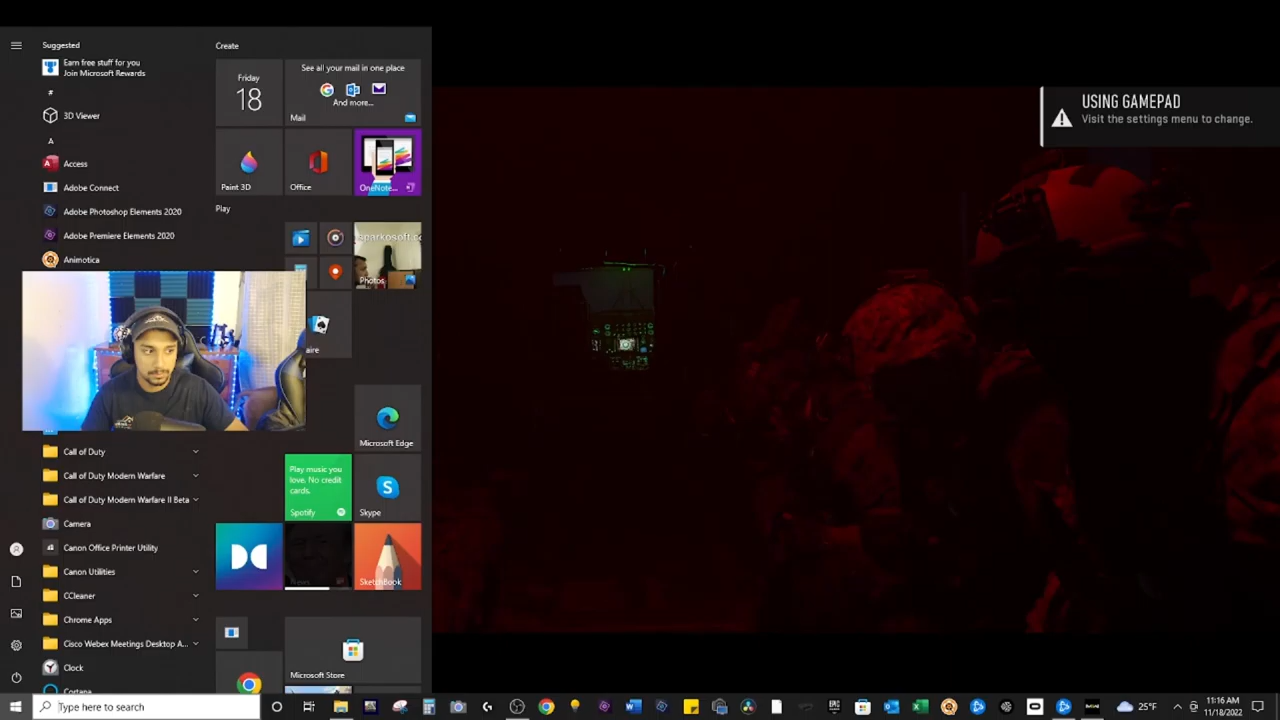 Suggested
Earn free stuff for you
Join Microsoft Rewards
#
3D Viewer
A
Access
Adobe Connect
Adobe Photoshop Elements 2020
Adobe Premiere Elements 2020
Animotica
Call of Duty
Call of Duty Modern Warfare
Call of Duty Modern Warfare II Beta
Camera
Canon Office Printer Utility
Canon Utilities
CCleaner
Chrome Apps
Cisco Webex Meetings Desktop A...
Clock
Cortana
Create
Friday
18
See all your mail in one place
And more...
Mail
Paint 3D
Office
OneNote...
Play
sparkosoft.c
Photos
aire
Microsoft Edge
Play music you
love. No credit
cards.
Spotify
Skype
News
SketchBook
Microsoft Store
USING GAMEPAD
Visit the settings menu to change.
Type here to search
25°F
11:16 AM
11/18/2022